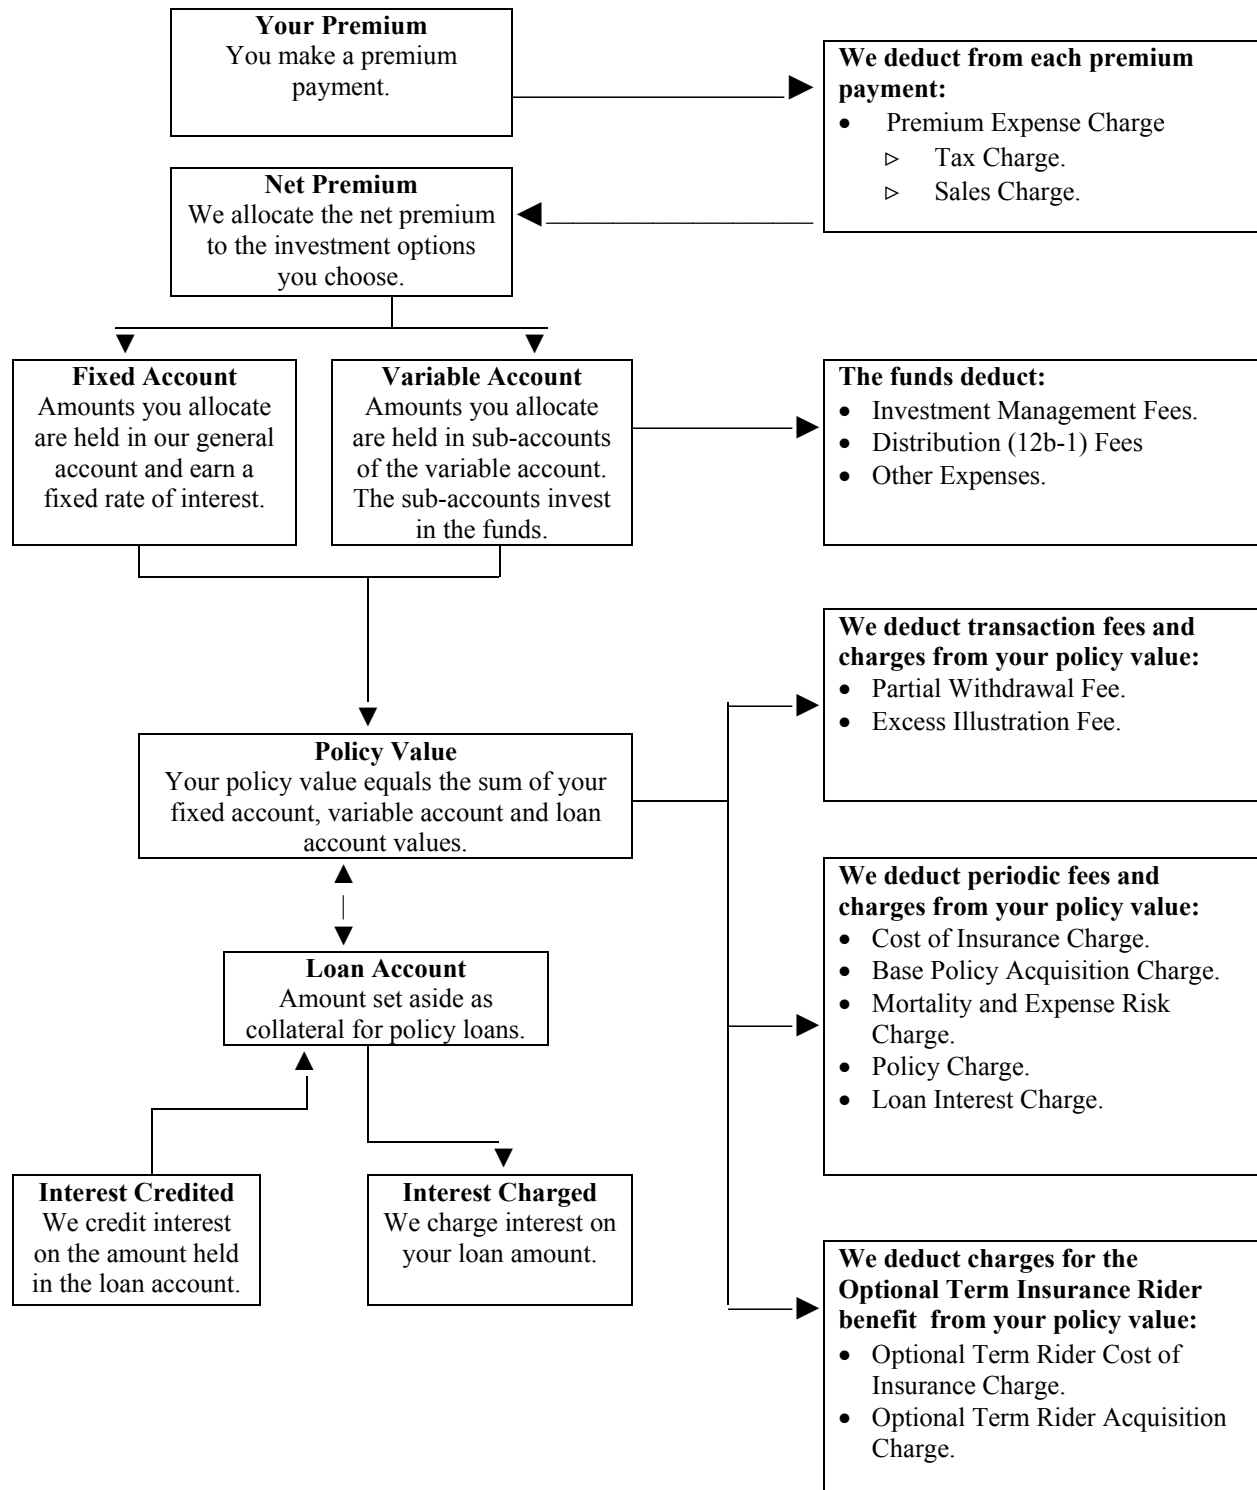 Your Premium
You make a premium
payment.
We deduct from each premium
payment:
• Premium Expense Charge
▹ Tax Charge.
▹ Sales Charge.
Net Premium
We allocate the net premium
to the investment options
you choose.
Fixed Account
Amounts you allocate
are held in our general
account and earn a
fixed rate of interest.
Variable Account
Amounts you allocate
are held in sub-accounts
of the variable account.
The sub-accounts invest
in the funds.
The funds deduct:
• Investment Management Fees.
• Distribution (12b-1) Fees
• Other Expenses.
We deduct transaction fees and
charges from your policy value:
• Partial Withdrawal Fee.
• Excess Illustration Fee.
Policy Value
Your policy value equals the sum of your
fixed account, variable account and loan
account values.
We deduct periodic fees and
charges from your policy value:
• Cost of Insurance Charge.
• Base Policy Acquisition Charge.
• Mortality and Expense Risk
Charge.
• Policy Charge.
• Loan Interest Charge.
Loan Account
Amount set aside as
collateral for policy loans.
Interest Credited
We credit interest
on the amount held
in the loan account.
Interest Charged
We charge interest on
your loan amount.
We deduct charges for the
Optional Term Insurance Rider
benefit from your policy value:
• Optional Term Rider Cost of
Insurance Charge.
• Optional Term Rider Acquisition
Charge.